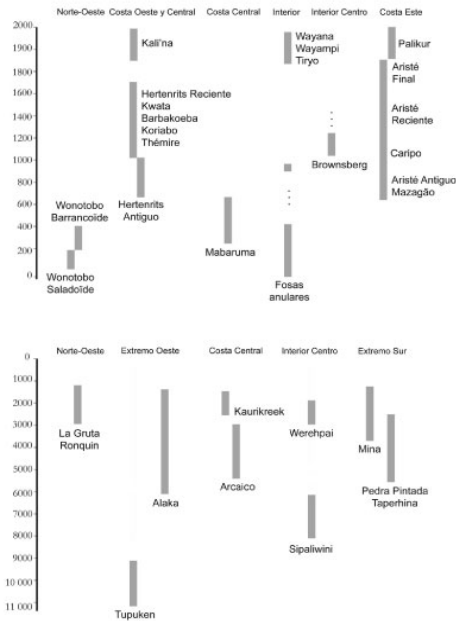 Norte-Oeste Costa Oeste y Central Costa Central Interior Interior Centro Costa Este
2000
1800
1600
1400
1200
1000
800
600
400
200
0
Kali'na
Hertenrits Reciente
Kwata
Barbakoeba
Koriabo
Thémire
Hertenrits
Antiguo
Wonotobo
Barrancoïde
Wonotobo
Saladoïde
Mabaruma
Wayana
Wayampi
Tiryo
Fosas
anulares
Brownsberg
Palikur
Aristé
Final
Aristé
Reciente
Caripo
Aristé Antiguo
Mazagão
Norte-Oeste Extremo Oeste Costa Central Interior Centro Extremo Sur
0
1000
2000
3000
4000
5000
6000
7000
8000
9000
10 000
11 000
La Gruta
Ronquin
Alaka
Tupuken
Kaurikreek
Arcaico
Werehpai
Sipaliwini
Mina
Pedra Pintada
Taperhina